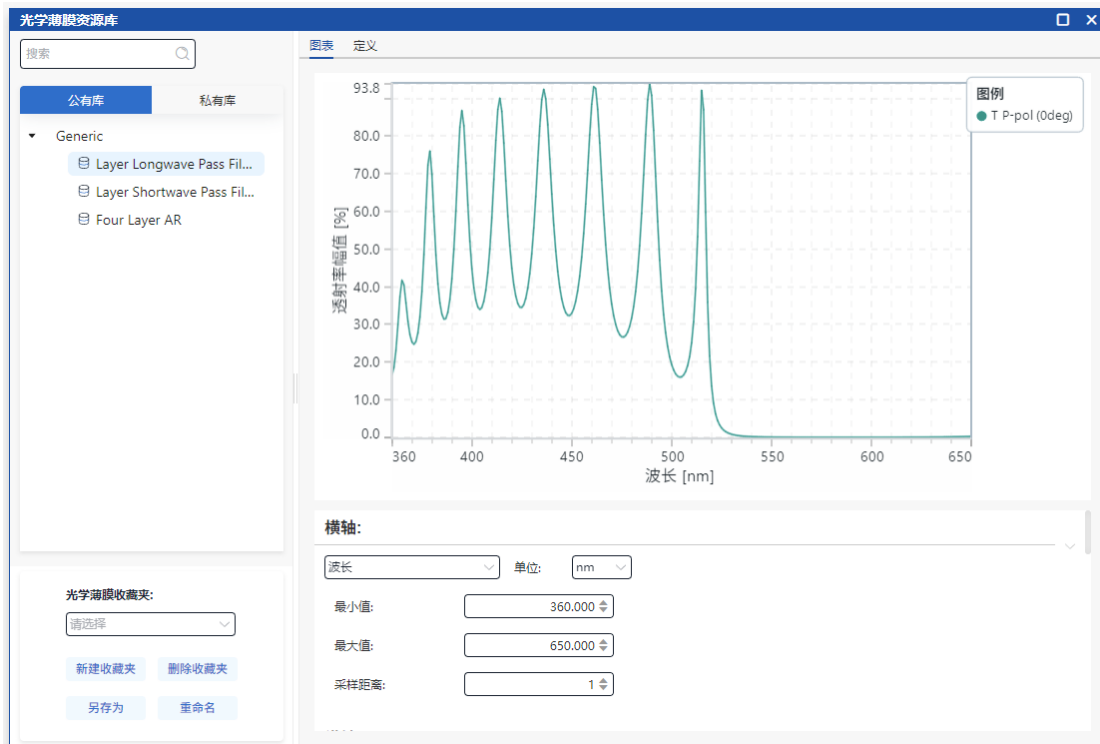 光学薄膜资源库
搜索
公有库 私有库
Generic
Layer Longwave Pass Fil...
Layer Shortwave Pass Fil...
Four Layer AR
光学薄膜收藏夹:
请选择
新建收藏夹 删除收藏夹
另存为 重命名
图表 定义
93.8
80.0
70.0
60.0
50.0
40.0
30.0
20.0
10.0
0.0
透射率幅值 [%]
360 400 450 500 550 600 650
波长 [nm]
图例
T P-pol (0deg)
横轴:
波长 单位: nm
最小值: 360.000
最大值: 650.000
采样距离: 1